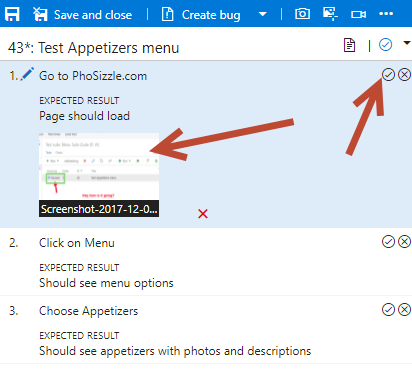 Save and close
Create bug
43*: Test Appetizers menu
1. Go to PhoSizzle.com
EXPECTED RESULT
Page should load
Screenshot-2017-12-0...
2. Click on Menu
EXPECTED RESULT
Should see menu options
3. Choose Appetizers
EXPECTED RESULT
Should see appetizers with photos and descriptions